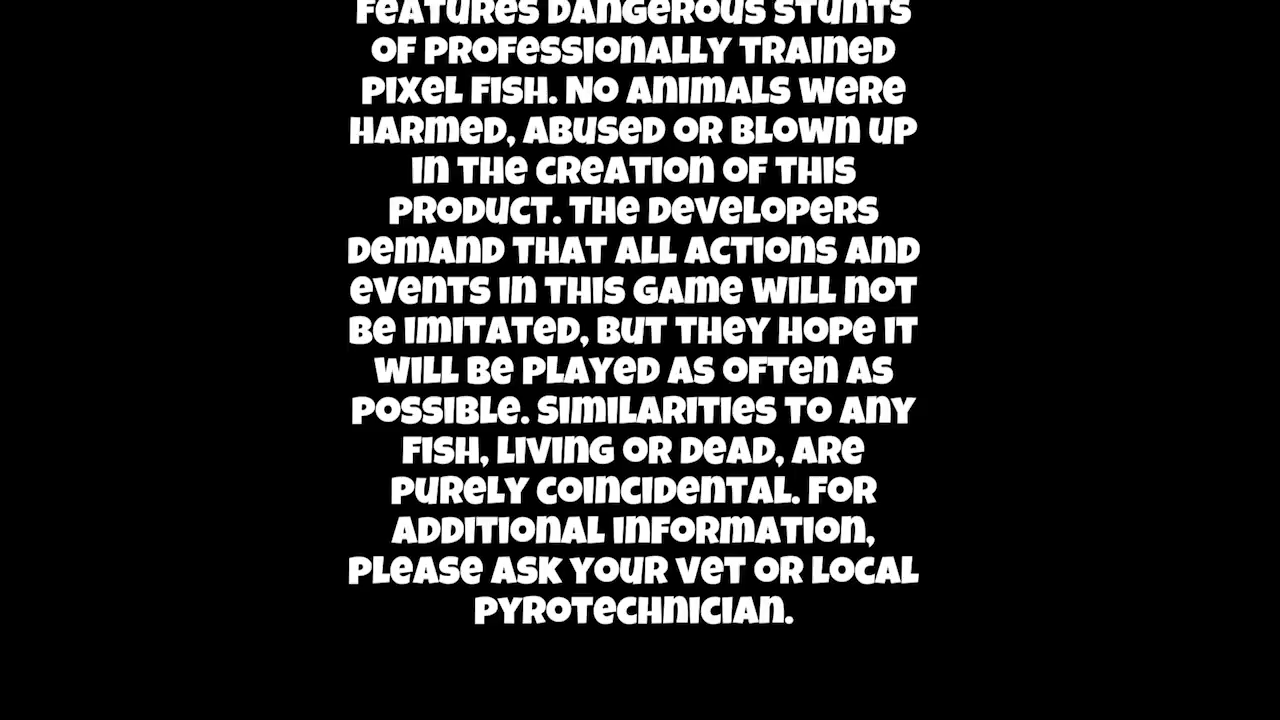 FEATURES DANGEROUS STUNTS
OF PROFESSIONALLY TRAINED
PIXEL FISH. NO ANIMALS WERE
HARMED, ABUSED OR BLOWN UP
IN THE CREATION OF THIS
PRODUCT. THE DEVELOPERS
DEMAND THAT ALL ACTIONS AND
EVENTS IN THIS GAME WILL NOT
BE IMITATED, BUT THEY HOPE IT
WILL BE PLAYED AS OFTEN AS
POSSIBLE. SIMILARITIES TO ANY
FISH, LIVING OR DEAD, ARE
PURELY COINCIDENTAL. FOR
ADDITIONAL INFORMATION,
PLEASE ASK YOUR VET OR LOCAL
PYROTECHNICIAN.